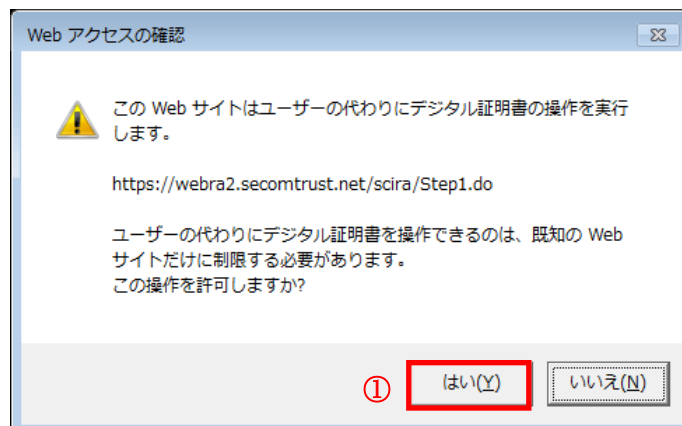 Web アクセスの確認
この Web サイトはユーザーの代わりにデジタル証明書の操作を実行
します。
https://webra2.secomtrust.net/scira/Step1.do
ユーザーの代わりにデジタル証明書を操作できるのは、既知の Web
サイトだけに制限する必要があります。
この操作を許可しますか?
① はい(Y) いいえ(N)